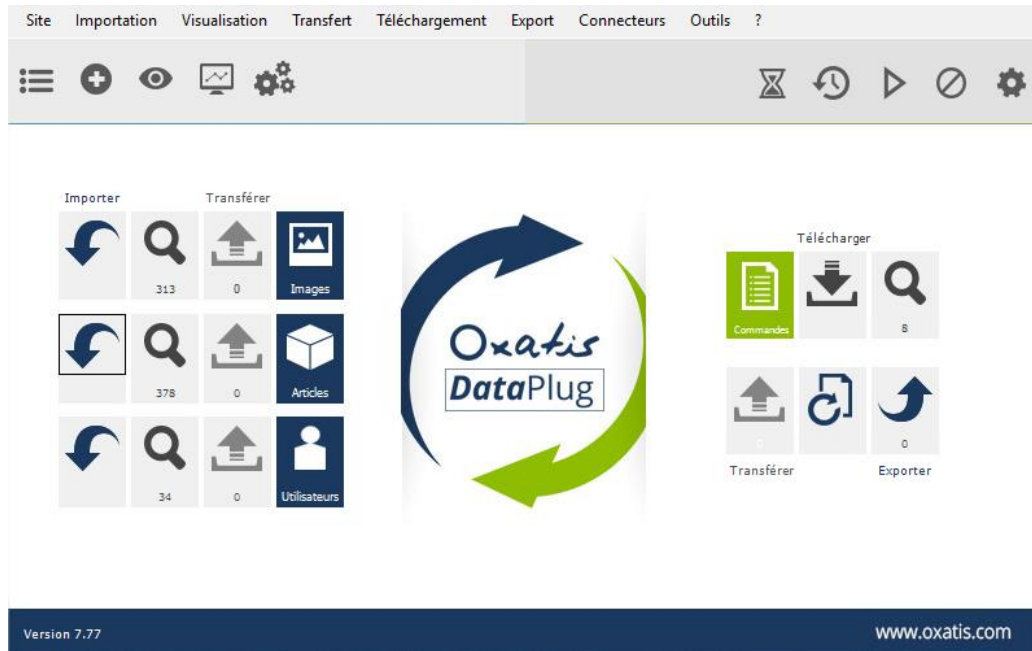 Site Importation Visualisation Transfert Téléchargement Export Connecteurs Outils ?
Importer Transférer
313 0 Images
378 0 Articles
34 0 Utilisateurs
Oxatis
DataPlug
Télécharger
Commandes 8
0 0
Transférer Exporter
Version 7.77 www.oxatis.com